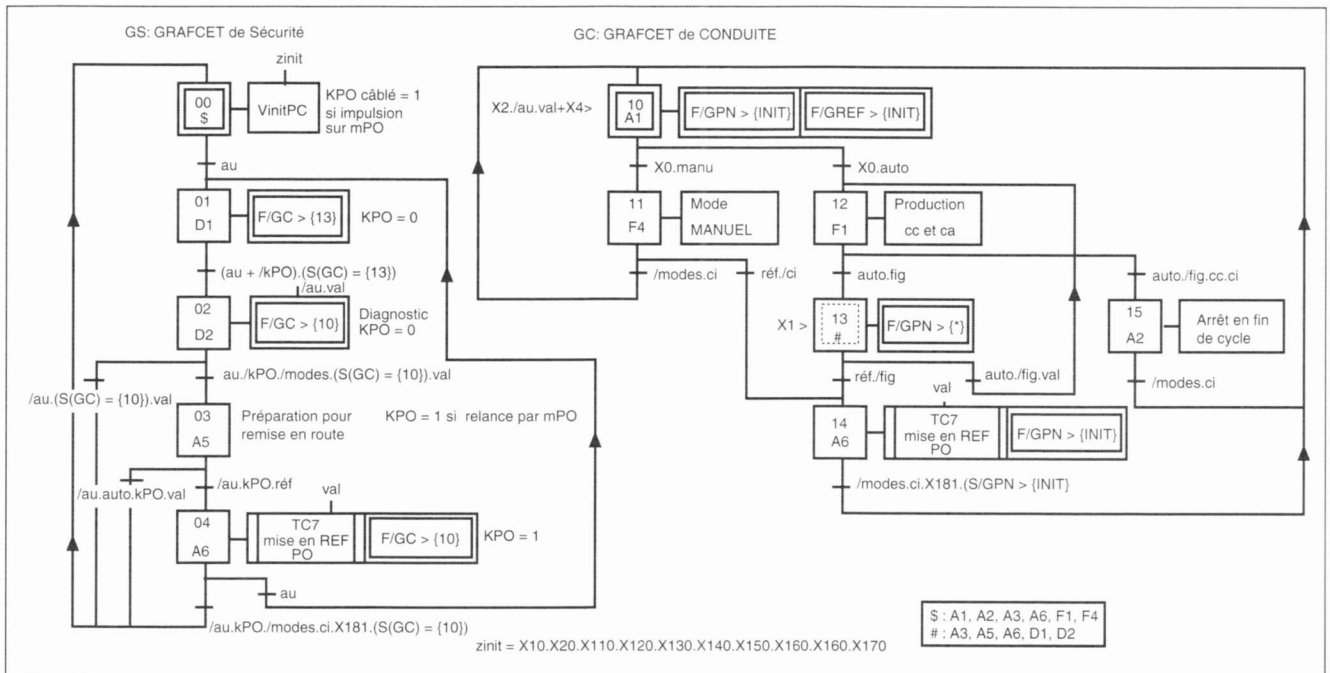 GS: GRAFCET de Sécurité
zinit
00
$
VinitPC
KPO câblé = 1
si impulsion
sur mPO
au
01
D1
F/GC > {13}
KPO = 0
(au + /kPO).(S(GC) = {13})
/au.val
02
D2
F/GC > {10}
Diagnostic
KPO = 0
au./kPO./modes.(S(GC) = {10}).val
/au.(S(GC) = {10}).val
03
A5
Préparation pour
remise en route
KPO = 1 si relance par mPO
/au.auto.kPO.val
/au.kPO.réf
val
04
A6
TC7
mise en REF
PO
F/GC > {10}
KPO = 1
au
/au.kPO./modes.ci.X181.(S(GC) = {10})
GC: GRAFCET de CONDUITE
X2./au.val+X4>
10
A1
F/GPN > {INIT}
F/GREF > {INIT}
X0.manu
X0.auto
11
F4
Mode
MANUEL
12
F1
Production
cc et ca
/modes.ci
réf./ci
auto.fig
auto./fig.cc.ci
X1 >
13
#
F/GPN > {*}
15
A2
Arrêt en fin
de cycle
réf./fig
auto./fig.val
/modes.ci
val
14
A6
TC7
mise en REF
PO
F/GPN > {INIT}
/modes.ci.X181.(S/GPN > {INIT}
$ : A1, A2, A3, A6, F1, F4
# : A3, A5, A6, D1, D2
zinit = X10.X20.X110.X120.X130.X140.X150.X160.X160.X170